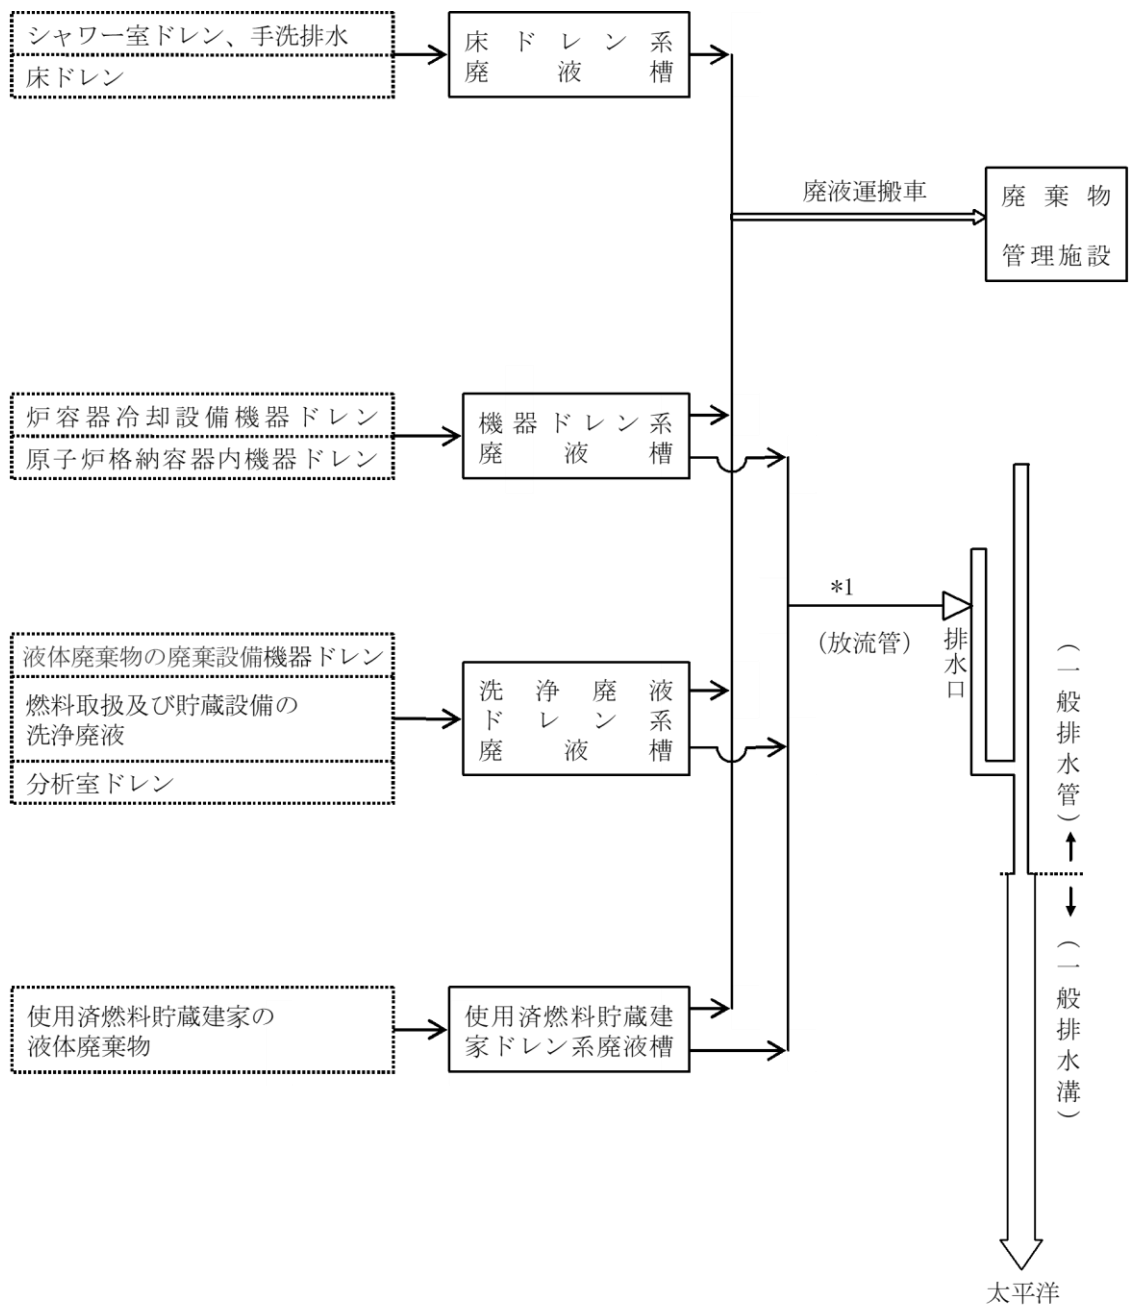 シャワー室ドレン、手洗排水
床ドレン
床ドレン系
廃液槽
廃液運搬車
廃棄物
管理施設
炉容器冷却設備機器ドレン
原子炉格納容器内機器ドレン
機器ドレン系
廃液槽
*1
(放流管)
排水口
(一般排水管)
液体廃棄物の廃棄設備機器ドレン
燃料取扱及び貯蔵設備の
洗浄廃液
分析室ドレン
洗浄廃液
ドレン系
廃液槽
使用済燃料貯蔵建家の
液体廃棄物
使用済燃料貯蔵建
家ドレン系廃液槽
(一般排水溝)
太平洋